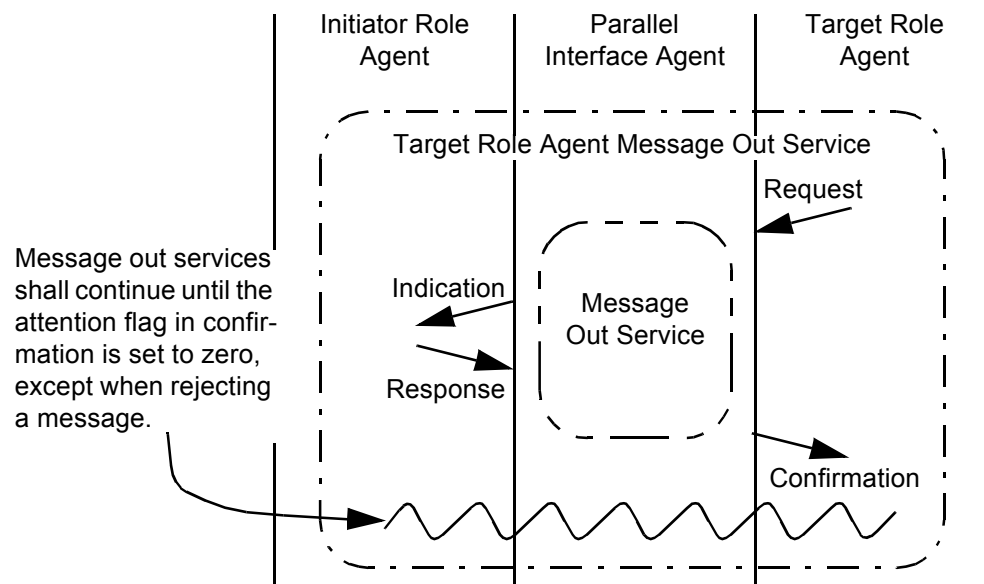 Initiator Role
Agent
Parallel
Interface Agent
Target Role
Agent
Target Role Agent Message Out Service
Request
Message out services
shall continue until the
attention flag in confir-
mation is set to zero,
except when rejecting
a message.
Indication
Response
Message
Out Service
Confirmation